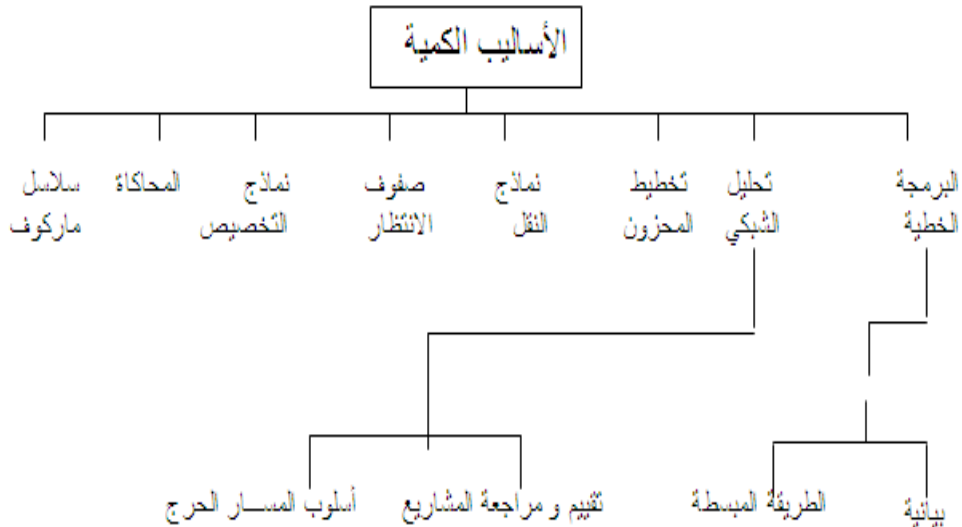 الأساليب الكمية
البرمجة
الخطية
تحليل
الشبكي
تخطيط
المخزون
نماذج
النقل
صفوف
الانتظار
نماذج
التخصيص
المحاكاة
سلاسل
ماركوف
بيانية
الطريقة المبسطة
تقييم و مراجعة المشاريع
أسلوب المســار الحرج